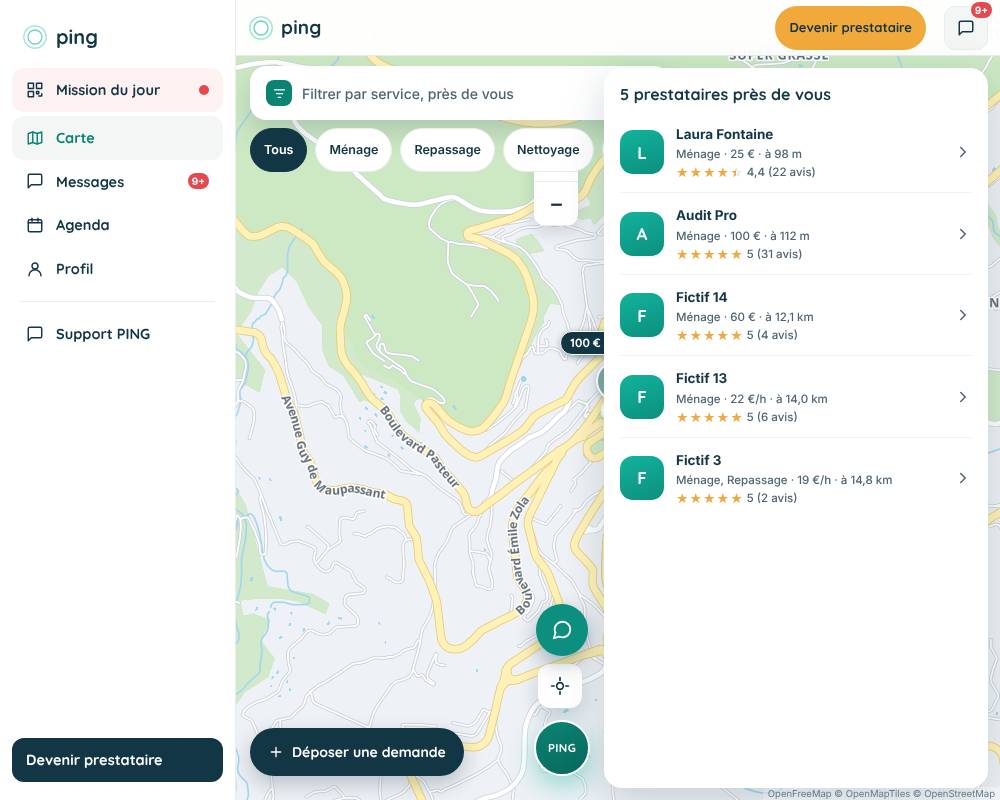 ping
Mission du jour
Carte
Messages
9+
Agenda
Profil
Support PING
Devenir prestataire
ping
Devenir prestataire
9+
Filtrer par service, près de vous
Tous
Ménage
Repassage
Nettoyage
−
100 €
Avenue Guy de Maupassant
Boulevard Pasteur
Boulevard Émile Zola
+ Déposer une demande
PING
5 prestataires près de vous
L
Laura Fontaine
Ménage · 25 € · à 98 m
★★★★★ 4,4 (22 avis)
A
Audit Pro
Ménage · 100 € · à 112 m
★★★★★ 5 (31 avis)
F
Fictif 14
Ménage · 60 € · à 12,1 km
★★★★★ 5 (4 avis)
F
Fictif 13
Ménage · 22 €/h · à 14,0 km
★★★★★ 5 (6 avis)
F
Fictif 3
Ménage, Repassage · 19 €/h · à 14,8 km
★★★★★ 5 (2 avis)
OpenFreeMap © OpenMapTiles © OpenStreetMap